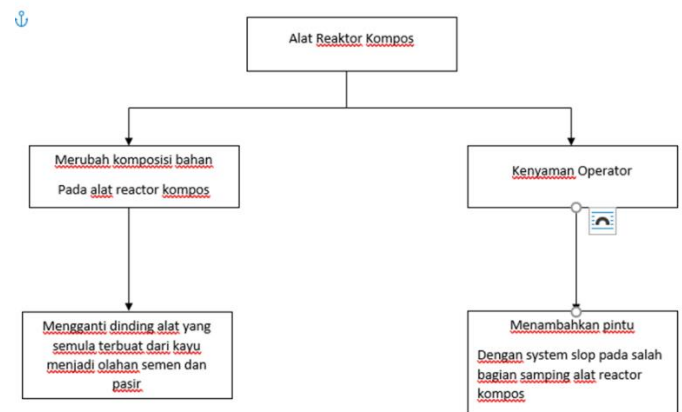 Alat Reaktor Kompos
Merubah komposisi bahan
Pada alat reactor kompos
Kenyaman Operator
Mengganti dinding alat yang
semula terbuat dari kayu
menjadi olahan semen dan
pasir
Menambahkan pintu
Dengan system slop pada salah
bagian samping alat reactor
kompos